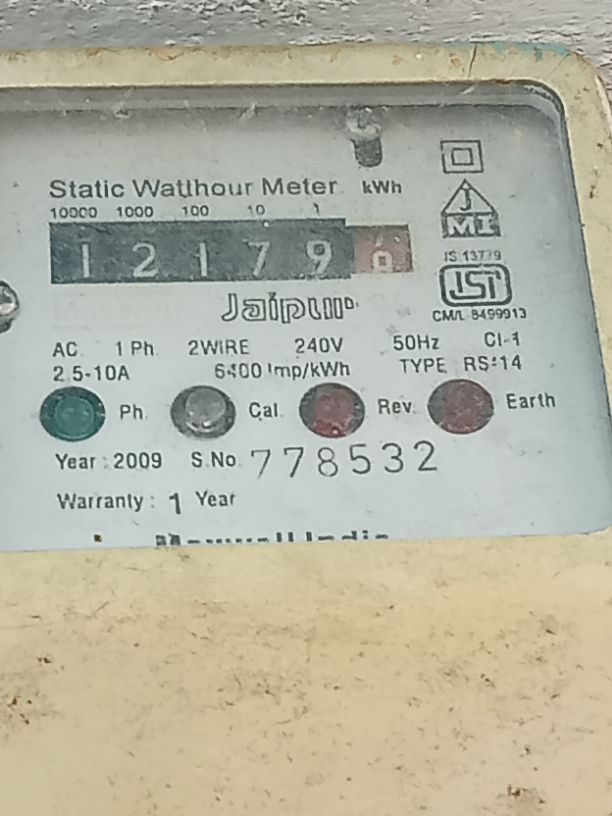 Static Watthour Meter kWh
10000 1000 100 10 1
1 2 1 7 9
J
MI
IS 13779
ISI
CM/L 8499913
Jaipur
AC 1 Ph 2WIRE 240V 50Hz Cl-1
2.5-10A 6400 Imp/kWh TYPE RS-14
Ph. Cal. Rev. Earth
Year : 2009 S.No. 778532
Warranty : 1 Year